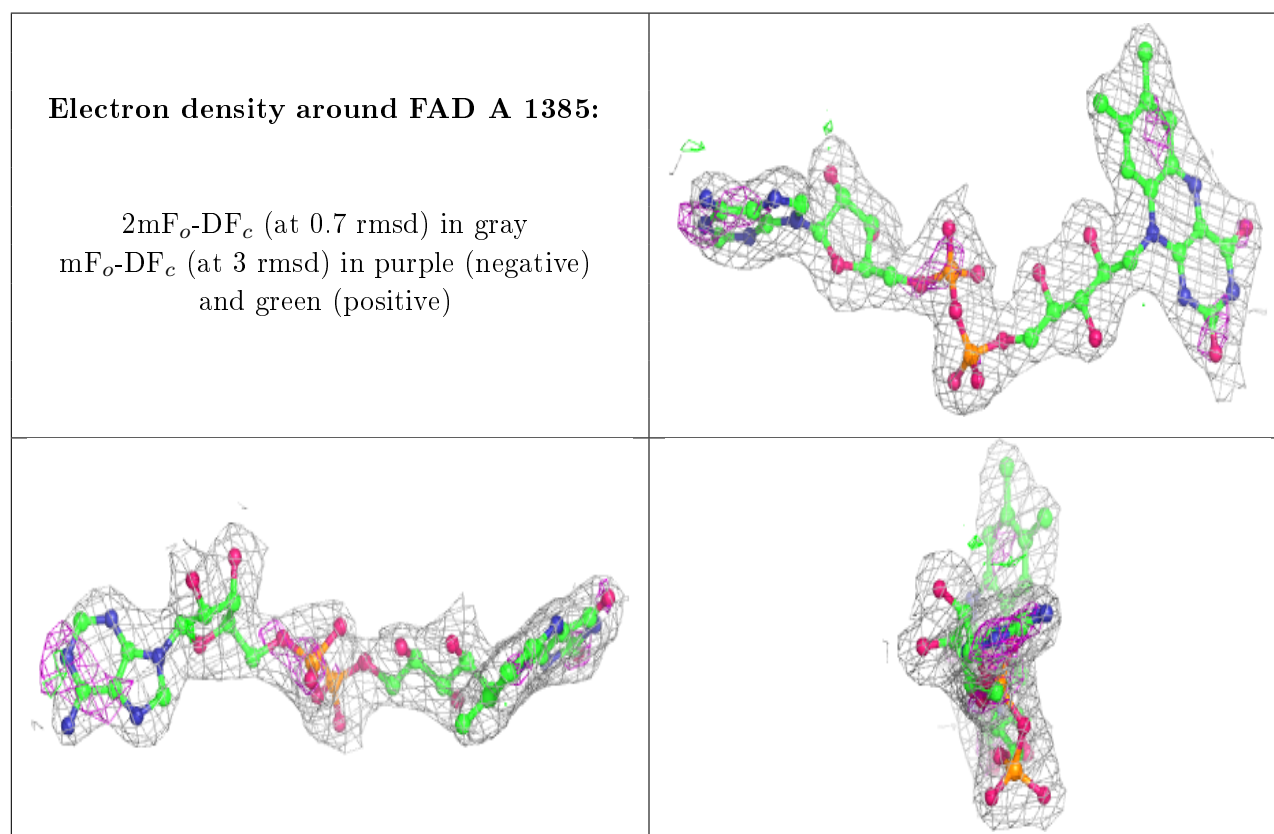 Electron density around FAD A 1385:
2mFo-DFc (at 0.7 rmsd) in gray
mFo-DFc (at 3 rmsd) in purple (negative)
and green (positive)